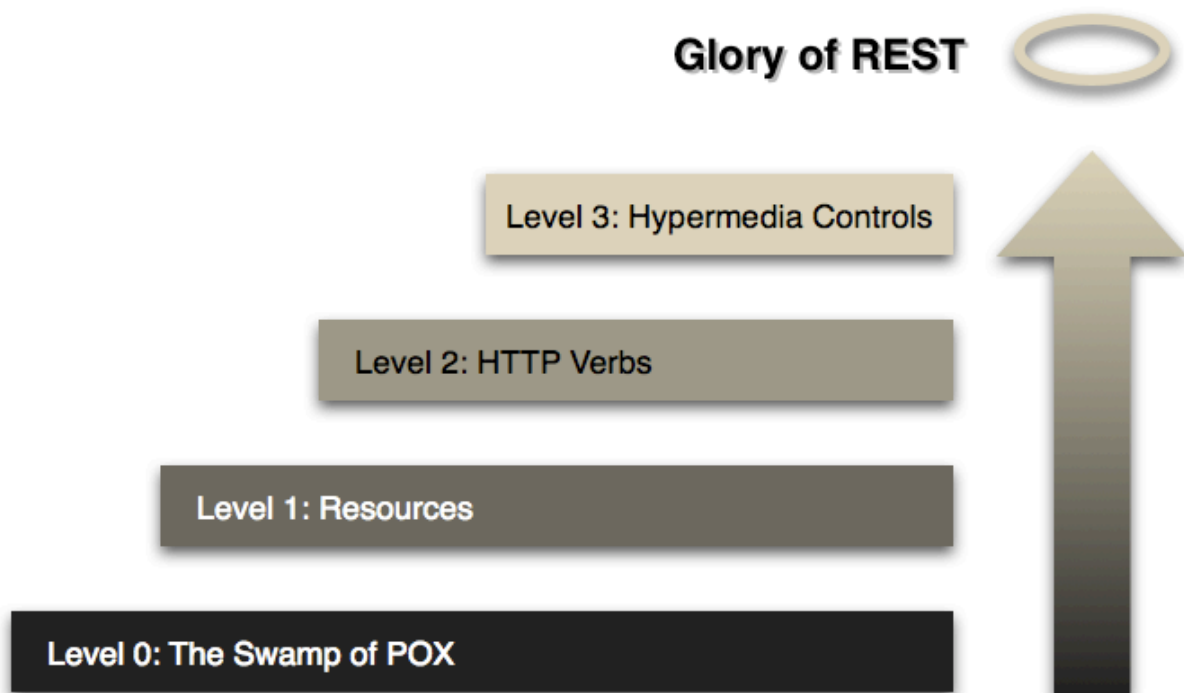 Glory of REST
Level 3: Hypermedia Controls
Level 2: HTTP Verbs
Level 1: Resources
Level 0: The Swamp of POX